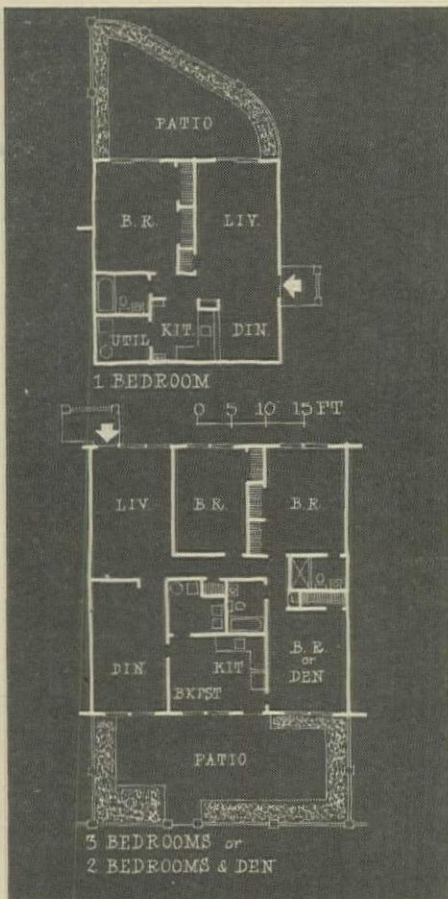 PATIO
B.R. LIV.
UTIL KIT. DIN.
1 BEDROOM
0 5 10 15 FT
LIV. B.R. B.R.
DIN. KIT B.R. or DEN
BKFST
PATIO
3 BEDROOMS or
2 BEDROOMS & DEN